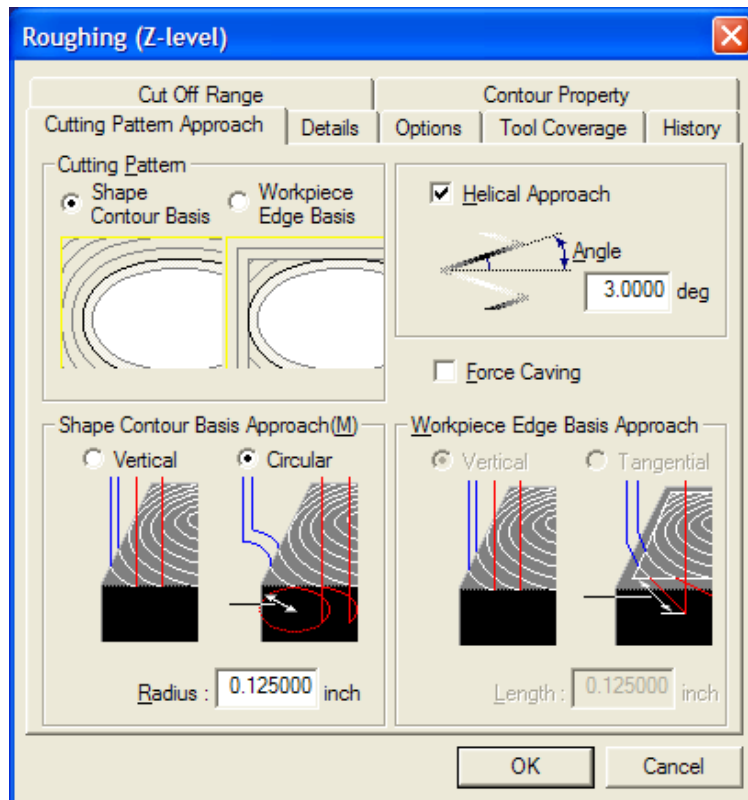 Roughing (Z-level)
Cut Off Range
Contour Property
Cutting Pattern Approach
Details
Options
Tool Coverage
History
Cutting Pattern
Shape
Contour Basis
Workpiece
Edge Basis
Helical Approach
Angle
3.0000 deg
Force Caving
Shape Contour Basis Approach(M)
Vertical
Circular
Radius : 0.125000 inch
Workpiece Edge Basis Approach
Vertical
Tangential
Length : 0.125000 inch
OK
Cancel